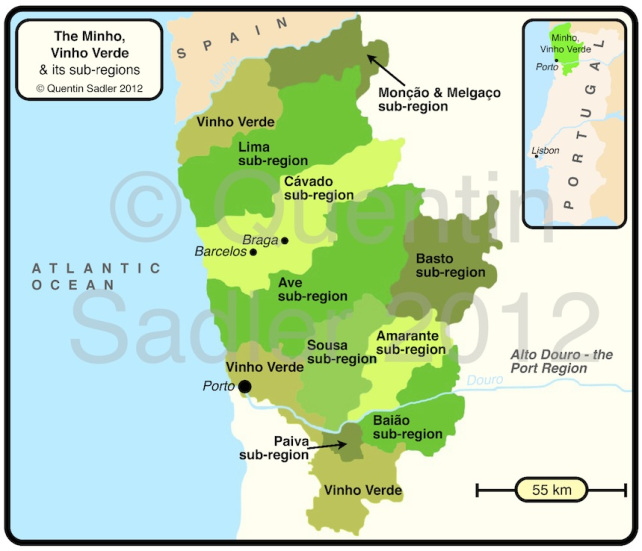 The Minho,
Vinho Verde
& its sub-regions
© Quentin Sadler 2012
SPAIN
Minho,
Vinho Verde
Porto
PORTUGAL
Lisbon
Monção & Melgaço
sub-region
Vinho Verde
Lima
sub-region
Cávado
sub-region
© Quentin
Sadler 2012
Braga
Barcelos
ATLANTIC
OCEAN
Basto
sub-region
Ave
sub-region
Sousa
sub-region
Amarante
sub-region
Alto Douro - the
Port Region
Vinho Verde
Porto
Douro
Baião
sub-region
Paiva
sub-region
Vinho Verde
55 km